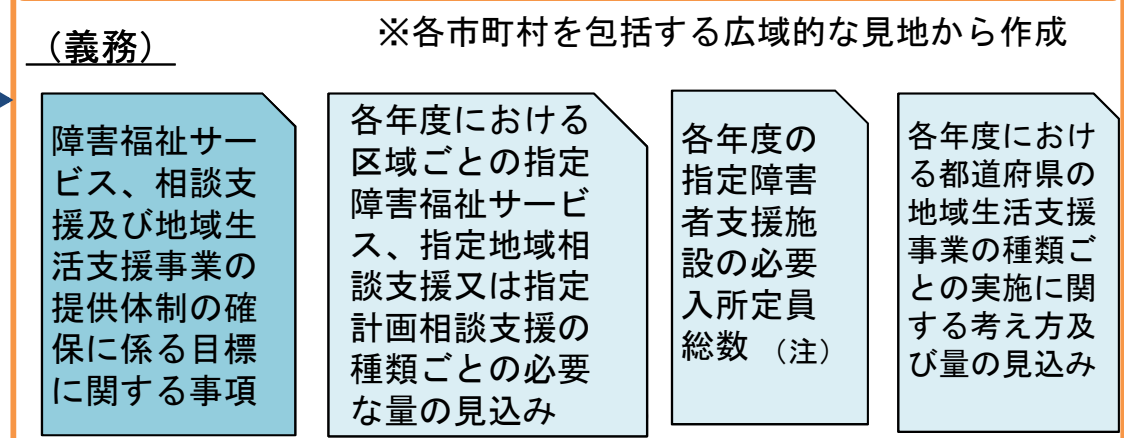 (義務)
※各市町村を包括する広域的な見地から作成
障害福祉サー
ビス、相談支
援及び地域生
活支援事業の
提供体制の確
保に係る目標
に関する事項
各年度における
区域ごとの指定
障害福祉サービ
ス、指定地域相
談支援又は指定
計画相談支援の
種類ごとの必要
な量の見込み
各年度の
指定障害
者支援施
設の必要
入所定員
総数 (注)
各年度におけ
る都道府県の
地域生活支援
事業の種類ご
との実施に関
する考え方及
び量の見込み